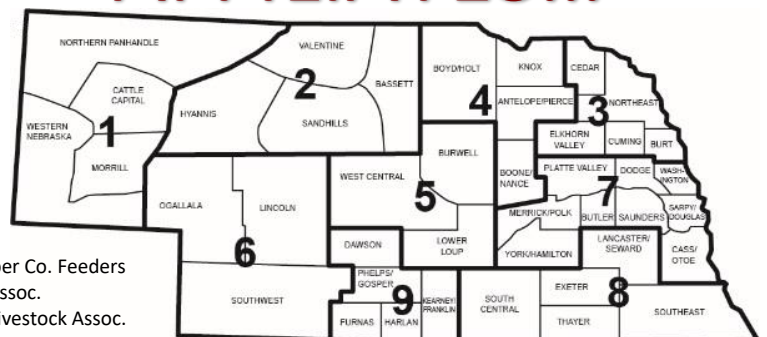 NORTHERN PANHANDLE
CATTLE
CAPITAL
WESTERN
NEBRASKA
1
MORRILL
VALENTINE
2
BASSETT
HYANNIS
SANDHILLS
BOYD/HOLT
KNOX
4
ANTELOPE/PIERCE
BOONE/
NANCE
CEDAR
3
NORTHEAST
ELKHORN
VALLEY
CUMING
BURT
BURWELL
WEST CENTRAL
5
DAWSON
LOWER
LOUP
OGALLALA
LINCOLN
6
SOUTHWEST
PLATTE VALLEY
7
DODGE
WASH-
INGTON
MERRICK/POLK
BUTLER
SAUNDERS
SARPY/
DOUGLAS
YORK/HAMILTON
LANCASTER/
SEWARD
CASS/
OTOE
PHELPS/
GOSPER
9
KEARNEY/
FRANKLIN
FURNAS
HARLAN
SOUTH
CENTRAL
EXETER
8
THAYER
SOUTHEAST
per Co. Feeders
ssoc.
ivestock Assoc.